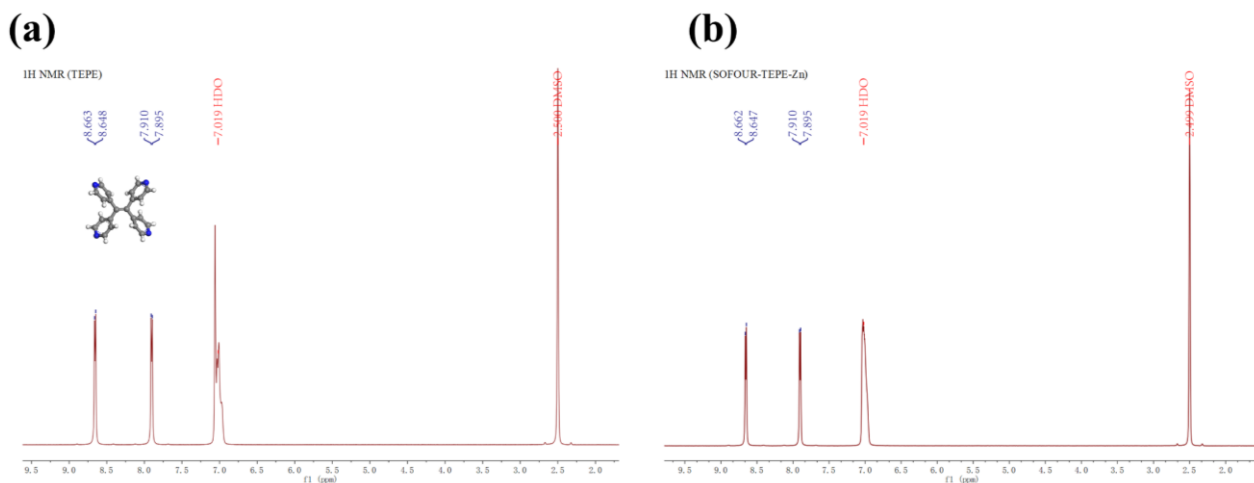 (a)
1H NMR (TEPE)
8.663
8.648
7.910
7.895
7.019 HDO
2.500 DMSO
9.5 9.0 8.5 8.0 7.5 7.0 6.5 6.0 5.5 5.0 4.5 4.0 3.5 3.0 2.5 2.0
f1 (ppm)
(b)
1H NMR (SOFOUR-TEPE-Zn)
8.662
8.647
7.910
7.895
7.019 HDO
2.499 DMSO
9.5 9.0 8.5 8.0 7.5 7.0 6.5 6.0 5.5 5.0 4.5 4.0 3.5 3.0 2.5 2.0
f1 (ppm)